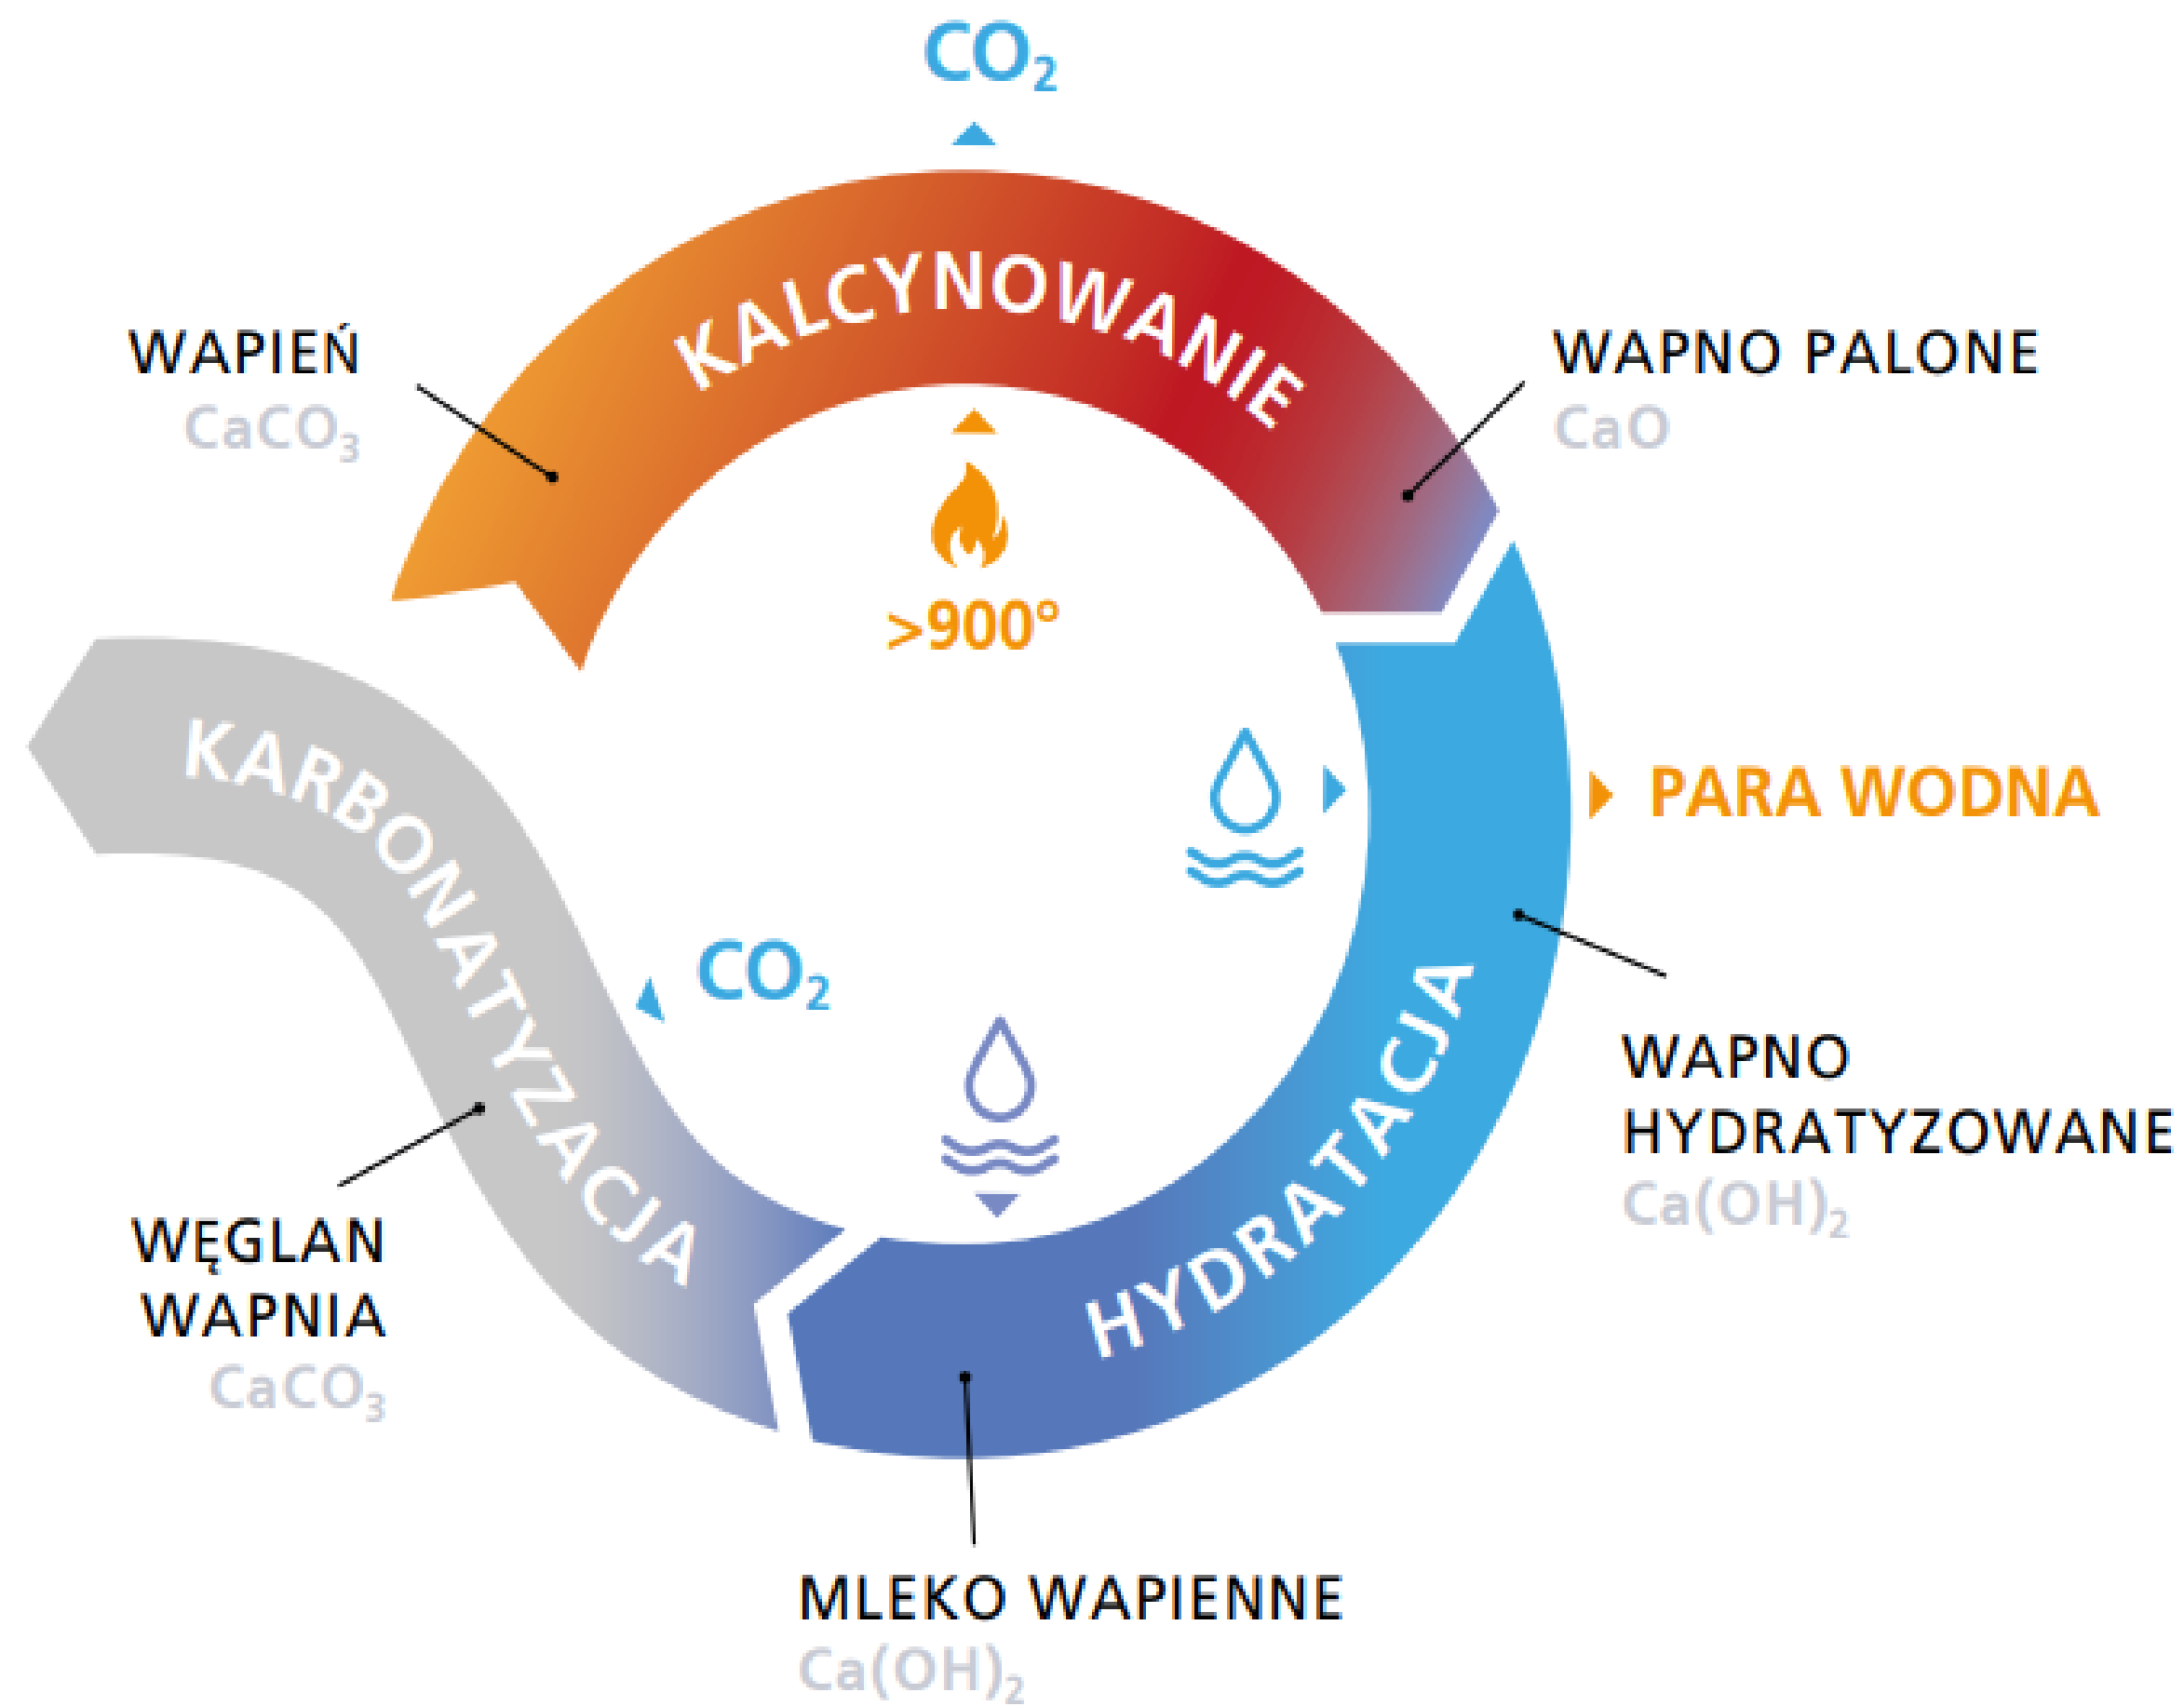 CO₂
KALCYNOWANIE
WAPIEŃ
CaCO₃
WAPNO PALONE
CaO
>900°
KARBONATYZACJA
PARA WODNA
CO₂
HYDRATACJA
WAPNO
HYDRATYZOWANE
Ca(OH)₂
WĘGLAN
WAPNIA
CaCO₃
MLEKO WAPIENNE
Ca(OH)₂